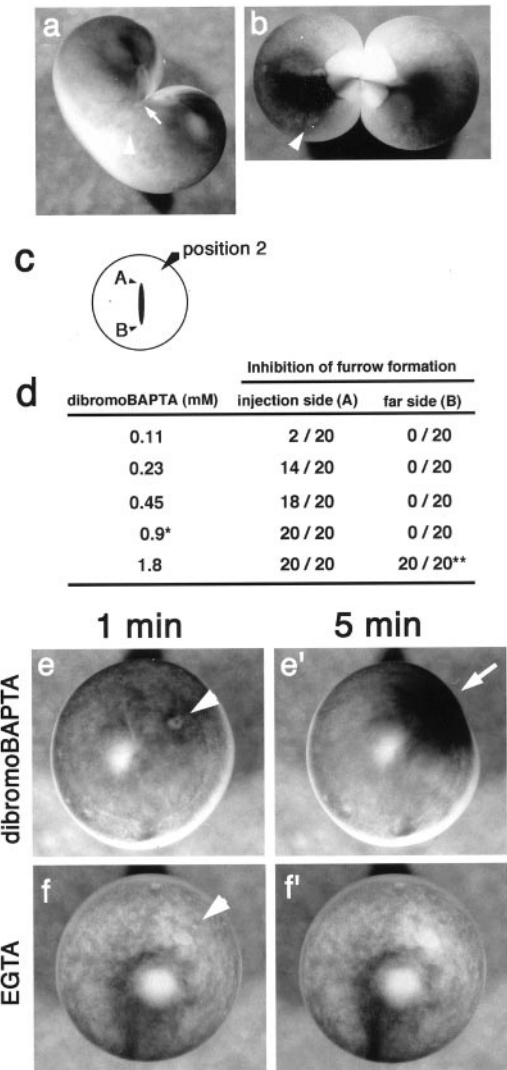 a
b
c
position 2
A
B
d
Inhibition of furrow formation
dibromoBAPTA (mM) injection side (A) far side (B)
0.11 2 / 20 0 / 20
0.23 14 / 20 0 / 20
0.45 18 / 20 0 / 20
0.9* 20 / 20 0 / 20
1.8 20 / 20 20 / 20**
1 min 5 min
dibromoBAPTA
e
e'
EGTA
f
f'